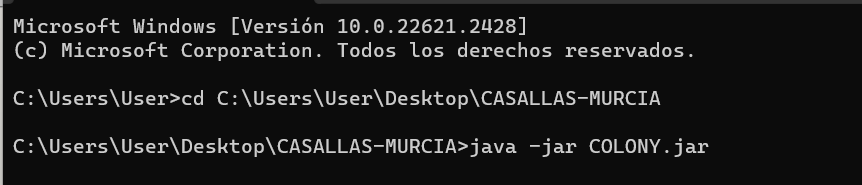 Microsoft Windows [Versión 10.0.22621.2428]
(c) Microsoft Corporation. Todos los derechos reservados.
C:\Users\User>cd C:\Users\User\Desktop\CASALLAS-MURCIA
C:\Users\User\Desktop\CASALLAS-MURCIA>java -jar COLONY.jar